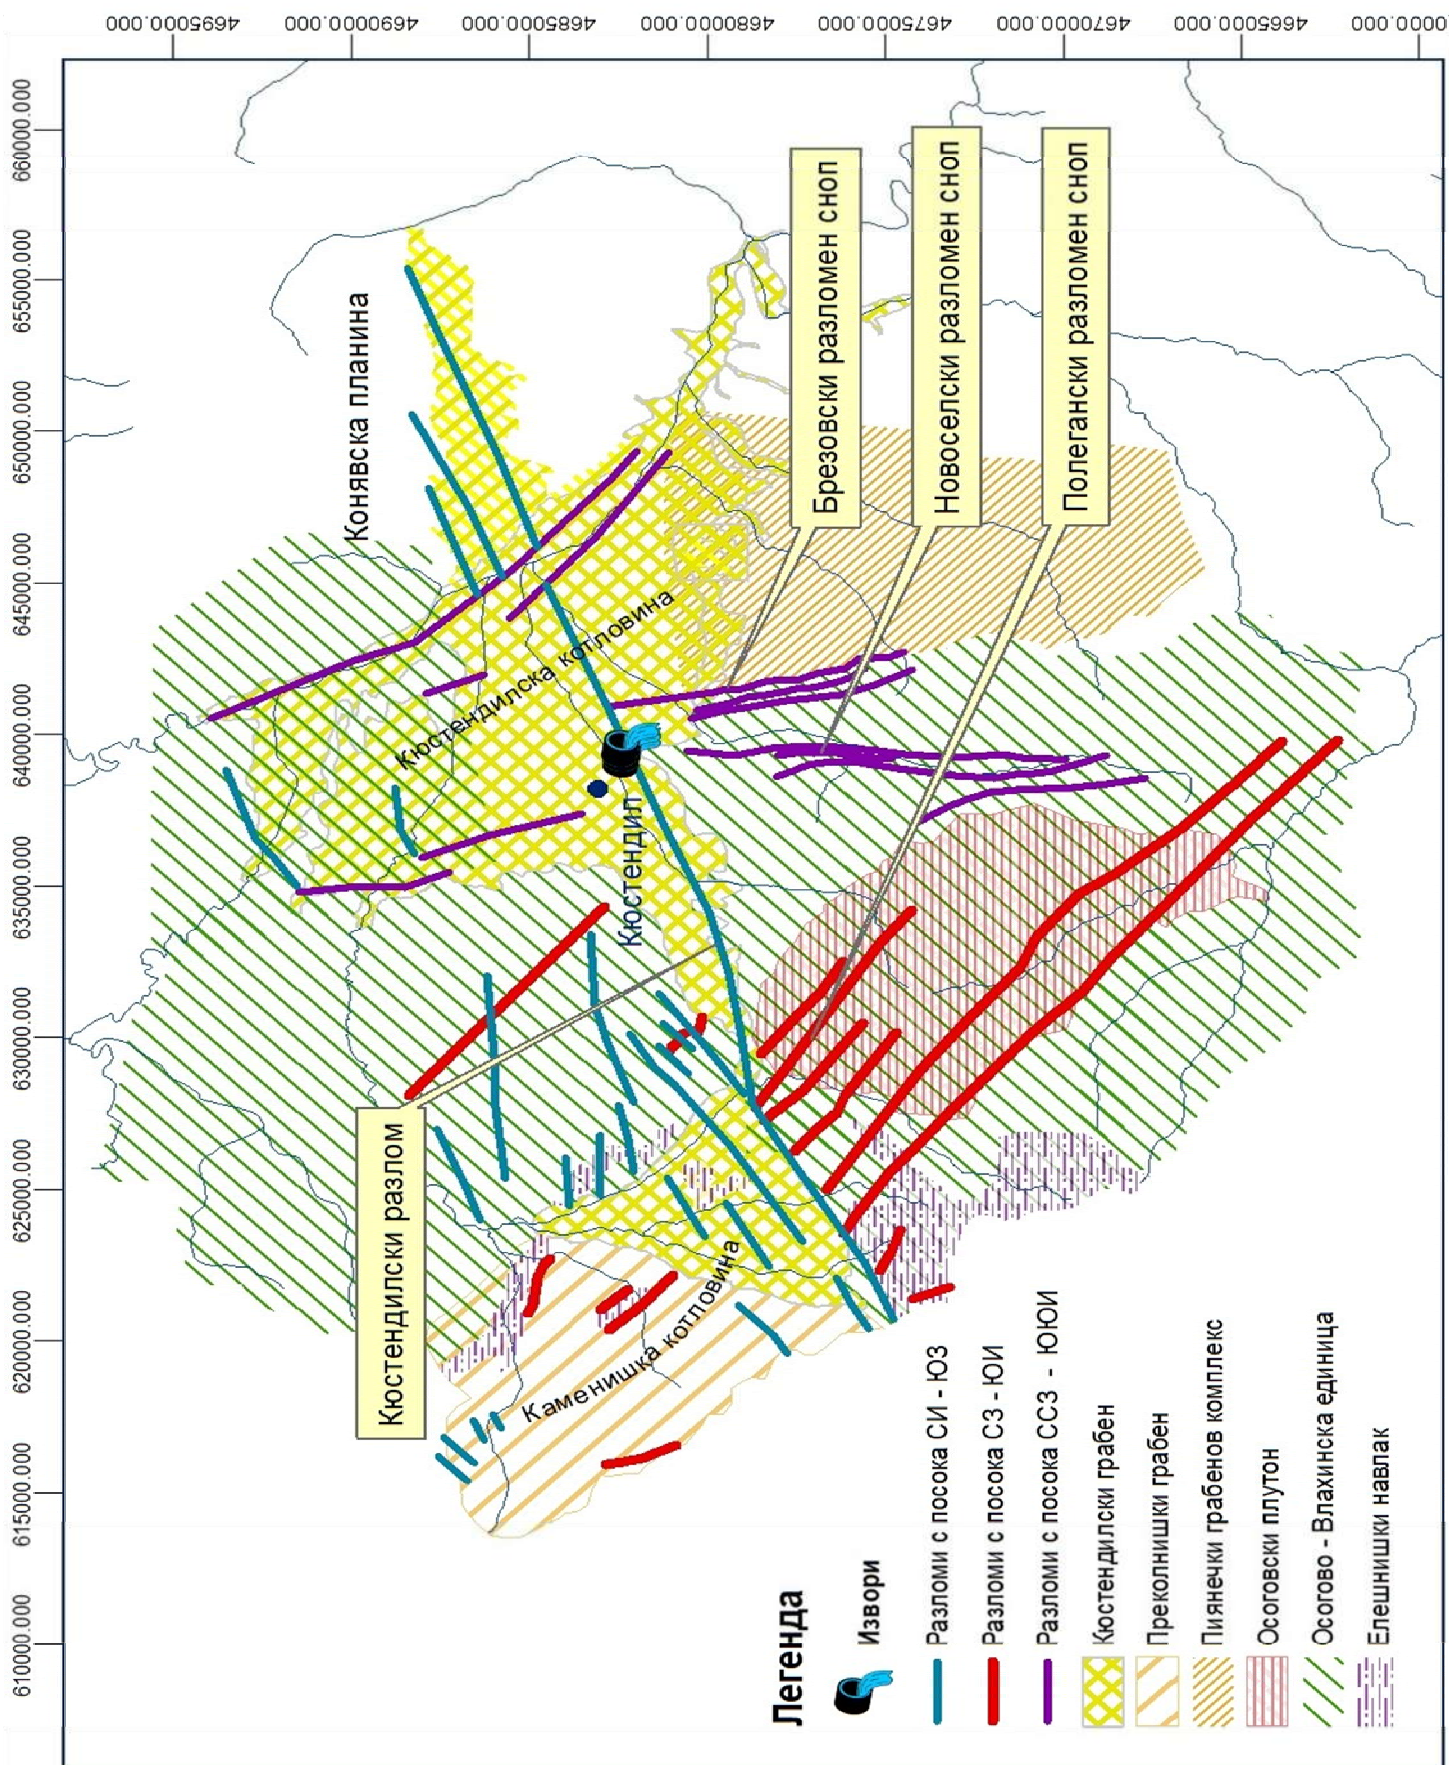 610000.000
615000.000
620000.000
625000.000
630000.000
635000.000
640000.000
645000.000
650000.000
655000.000
660000.000
4695000.000
4690000.000
4685000.000
4680000.000
4675000.000
4670000.000
4665000.000
Конявска планина
Кюстендилски разлом
Кюстендилска котловина
Кюстендил
Каменишка котловина
Брезовски разломен сноп
Новоселски разломен сноп
Полегански разломен сноп
Легенда
Извори
Разломи с посока СИ - ЮЗ
Разломи с посока СЗ - ЮИ
Разломи с посока ССЗ - ЮЮИ
Кюстендилски грабен
Преколнишки грабен
Пиянечки грабенов комплекс
Осоговски плутон
Осогово - Влахинска единица
Елешнишки навлак